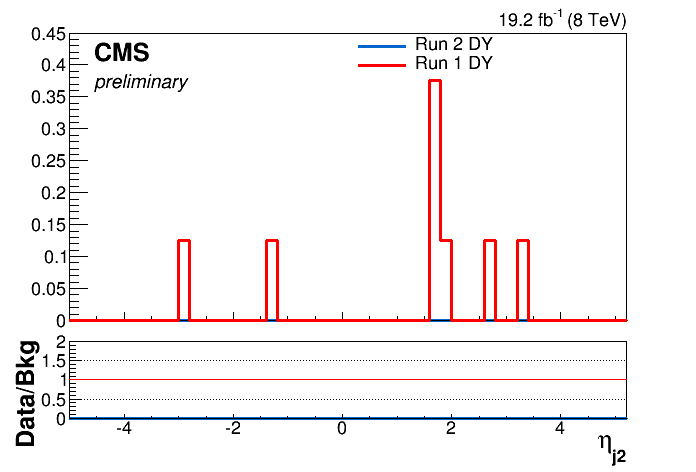 19.2 fb-1 (8 TeV)
CMS
preliminary
Run 2 DY
Run 1 DY
0.45
0.4
0.35
0.3
0.25
0.2
0.15
0.1
0.05
0
Data/Bkg
2
1.5
1
0.5
0
-4 -2 0 2 4
ηj2